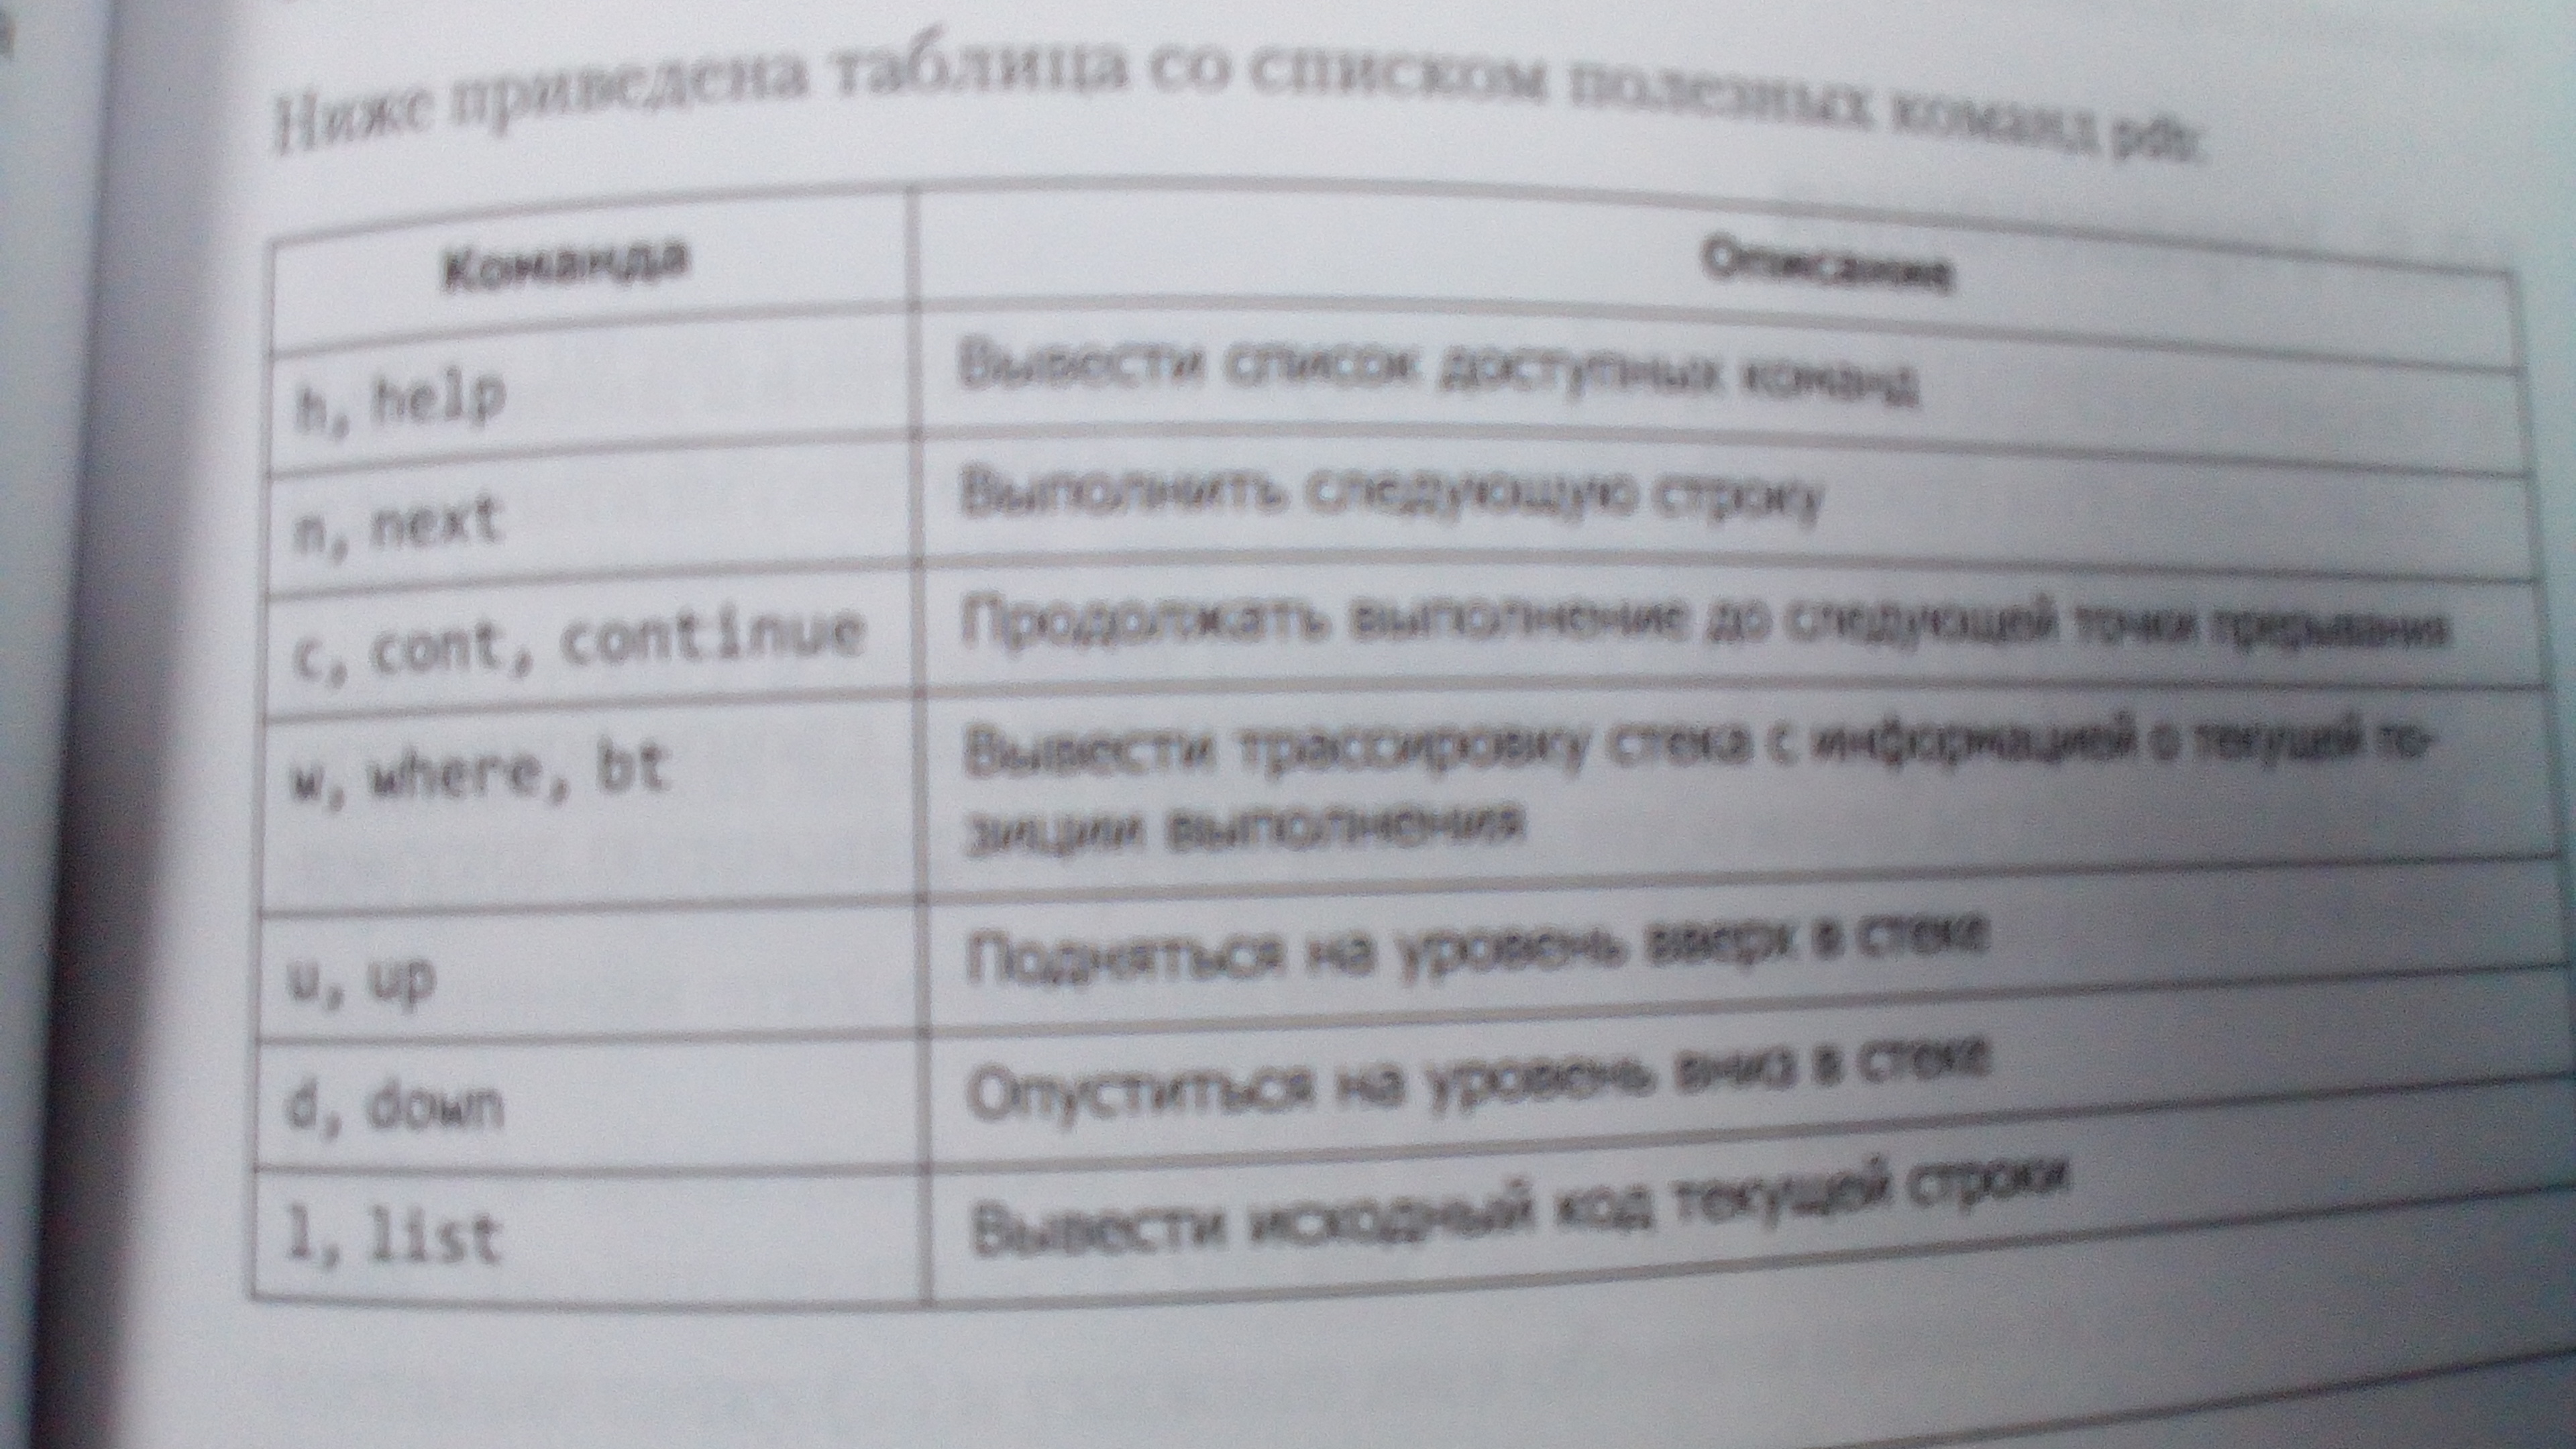 Ниже приведена таблица со списком полезных команд pdb:
Команда Описание
h, help Вывести список доступных команд
n, next Выполнить следующую строку
c, cont, continue Продолжать выполнение до следующей точки прерывания
w, where, bt Вывести трассировку стека с информацией о текущей по-
зиции выполнения
u, up Подняться на уровень вверх в стеке
d, down Опуститься на уровень вниз в стеке
l, list Вывести исходный код текущей строки